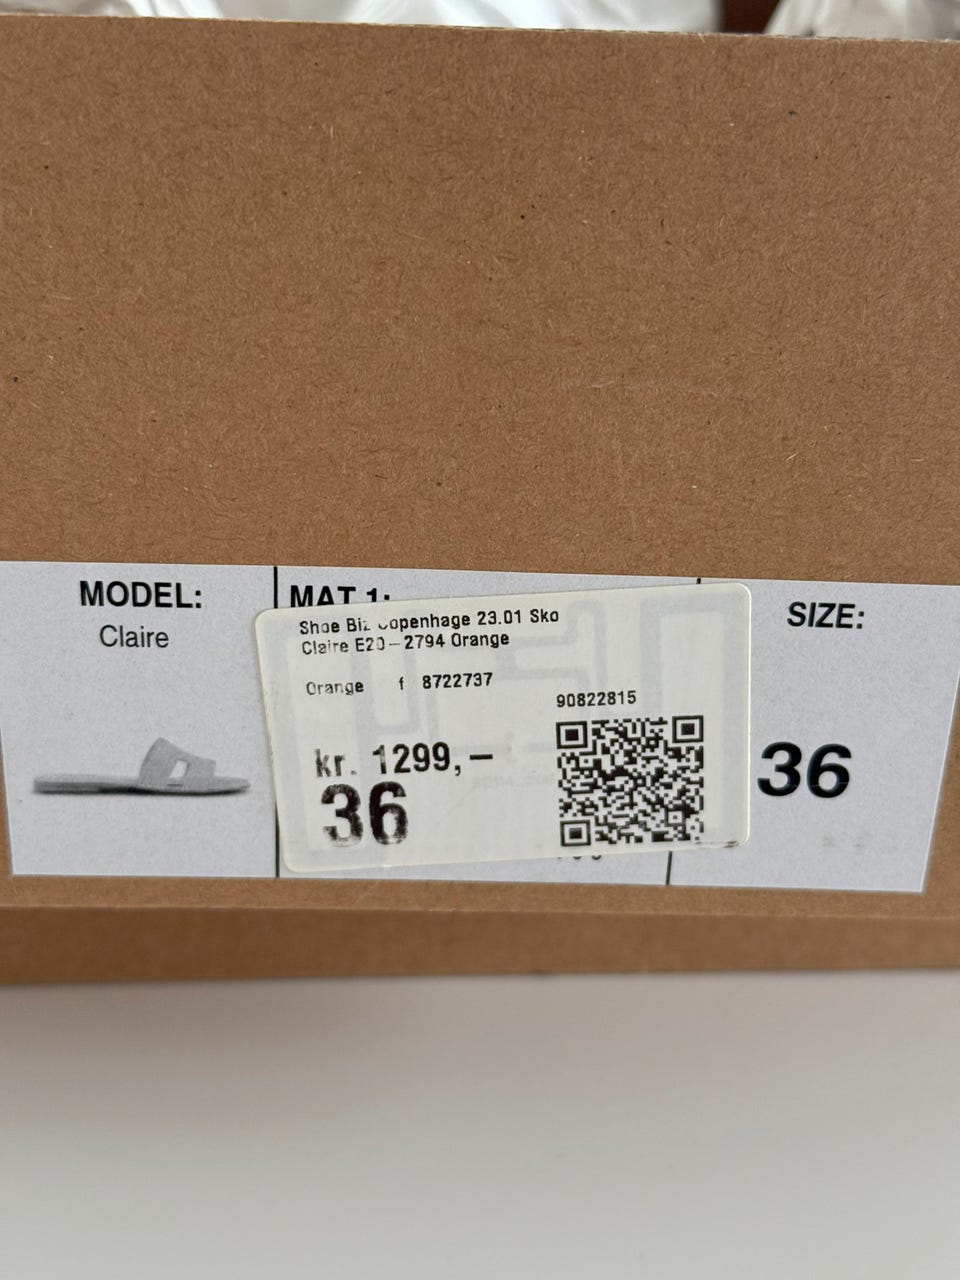 MODEL:
Claire
MAT 1:
Shoe Biz Copenhage 23.01 Sko
Claire E20-2794 Orange
Orange f 8722737
90822815
kr. 1299,-
36
SIZE:
36